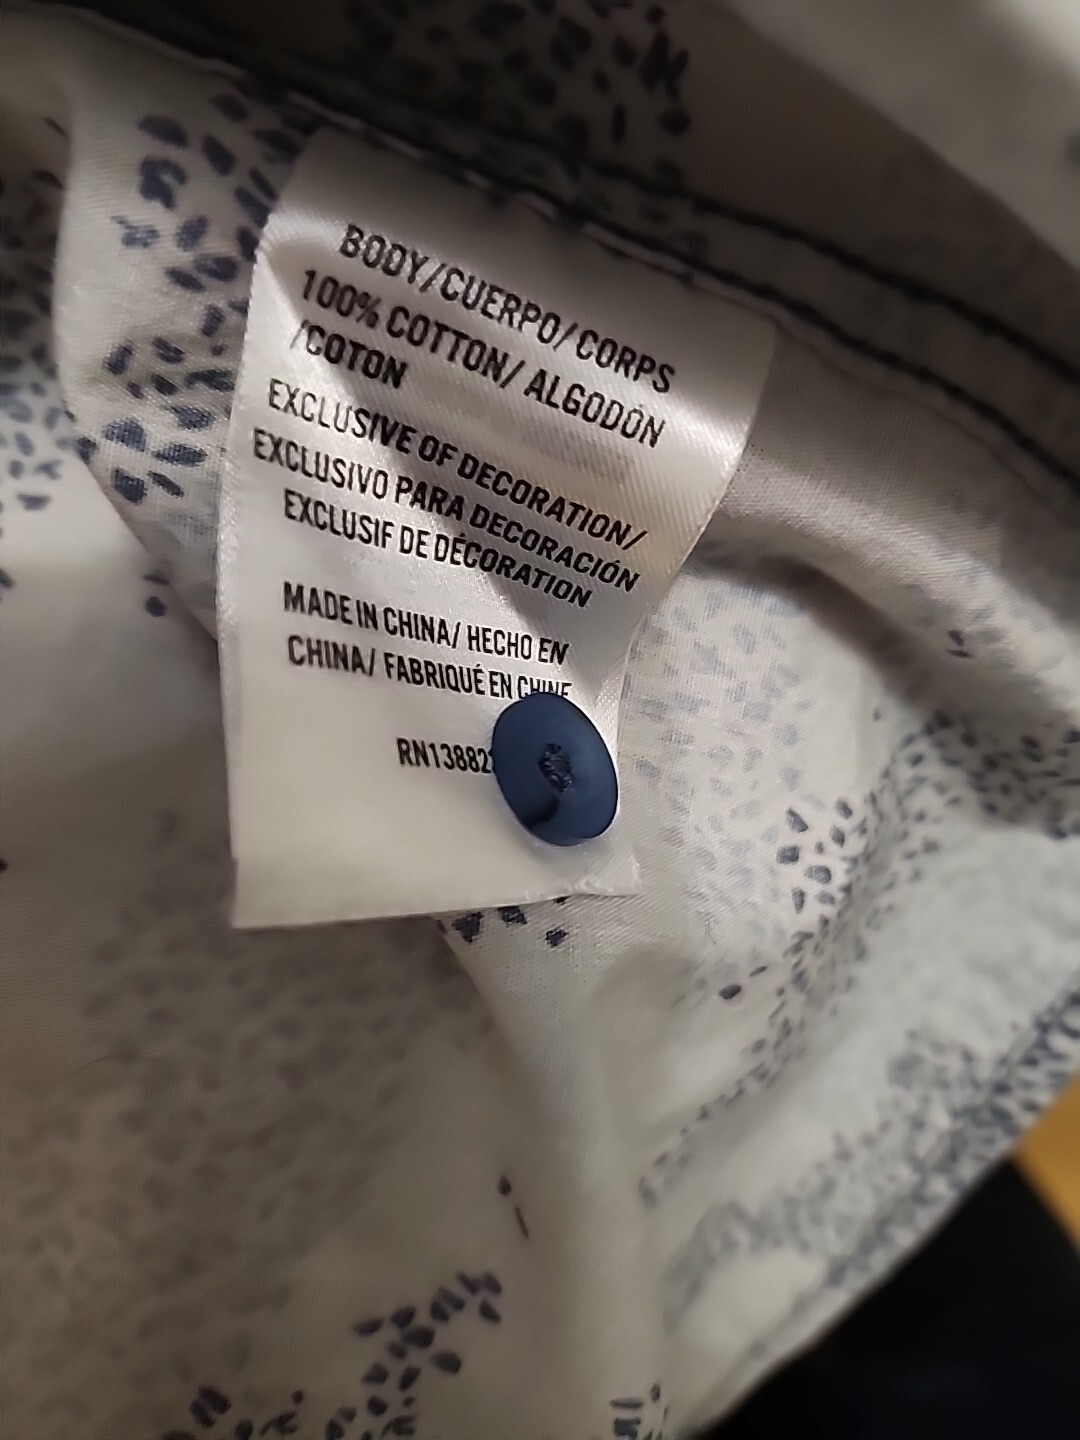 BODY/CUERPO/CORPS
100% COTTON/ ALGODÓN
/COTON
EXCLUSIVE OF DECORATION/
EXCLUSIVO PARA DECORACIÓN
EXCLUSIF DE DÉCORATION
MADE IN CHINA/ HECHO EN
CHINA/ FABRIQUÉ EN CHINE